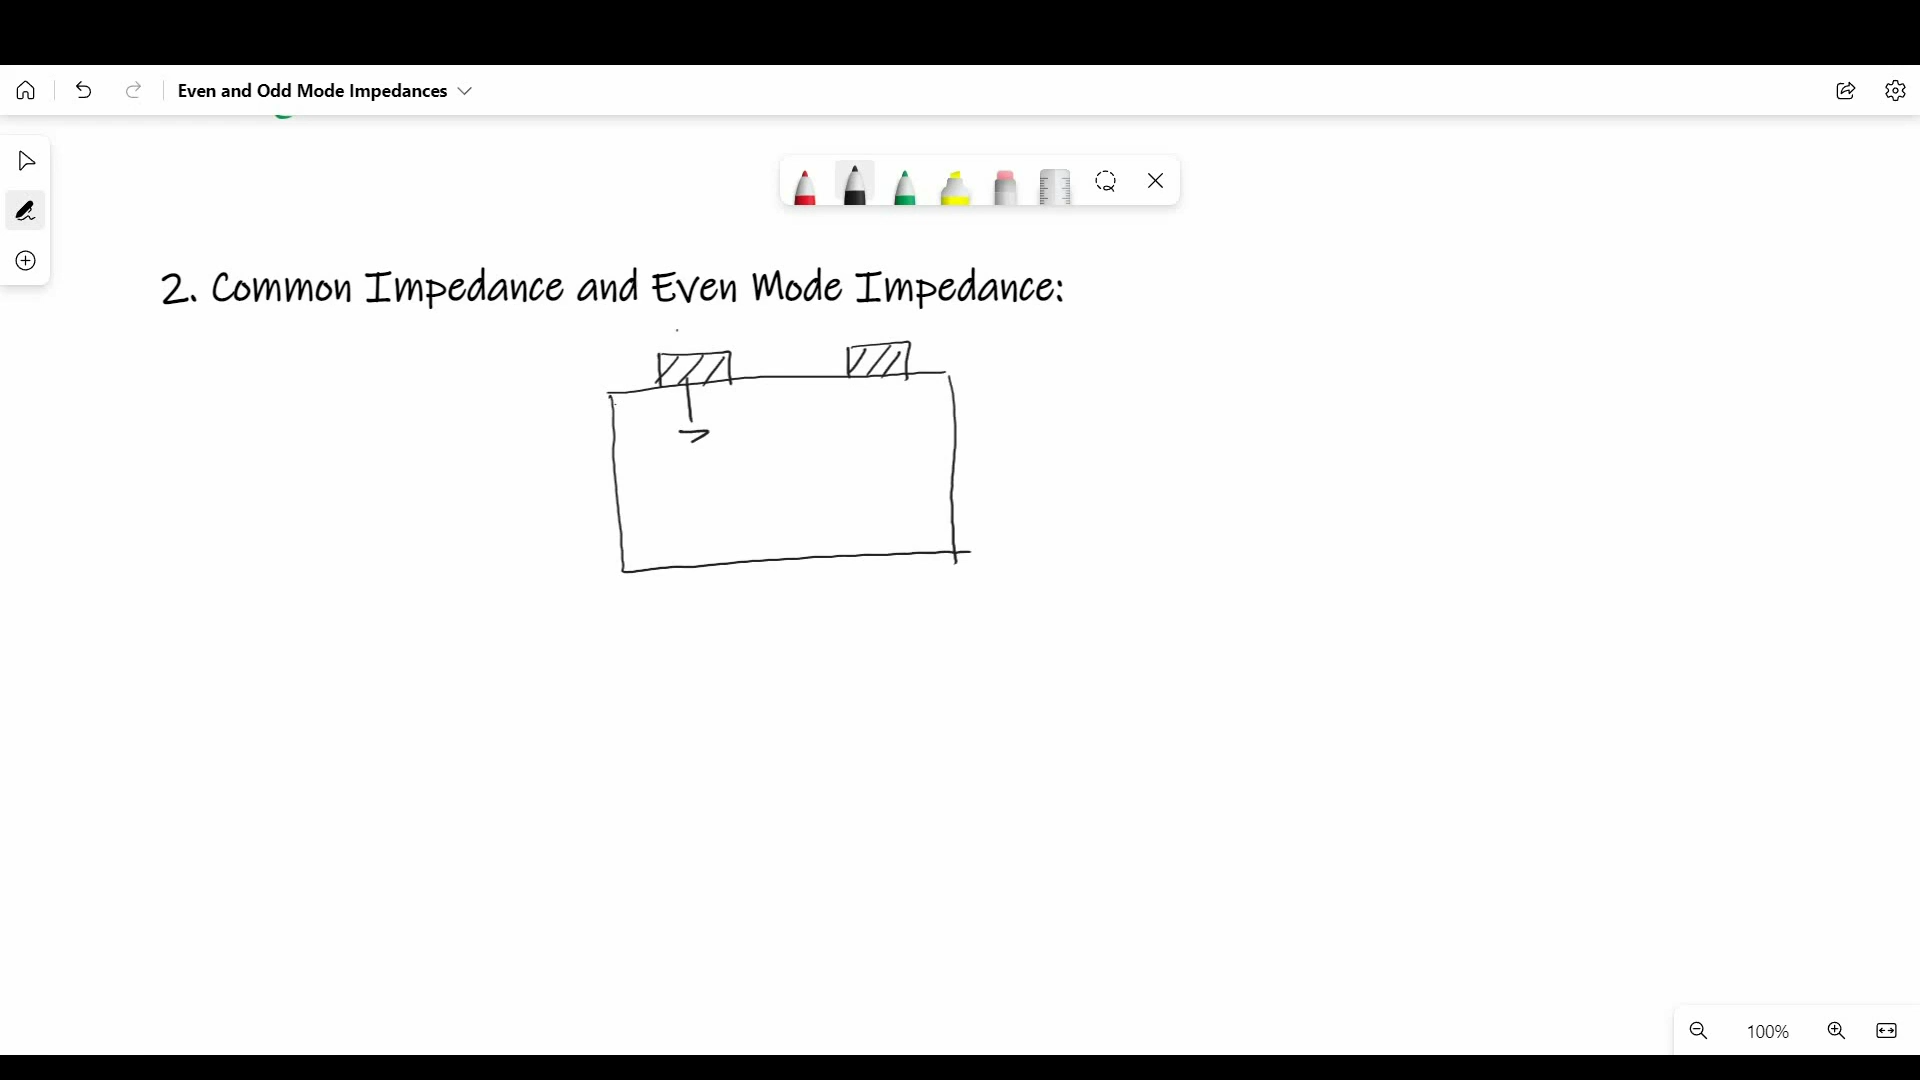 Even and Odd Mode Impedances
2. Common Impedance and Even Mode Impedance:
100%